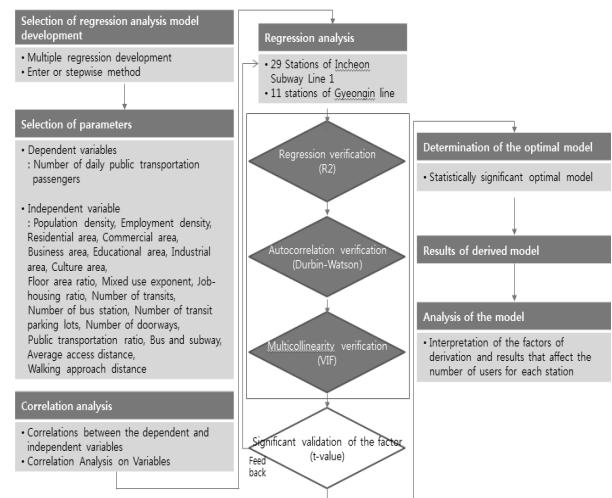 Selection of regression analysis model
development
• Multiple regression development
• Enter or stepwise method
Selection of parameters
• Dependent variables
: Number of daily public transportation
passengers
• Independent variable
: Population density, Employment density,
Residential area, Commercial area,
Business area, Educational area, Industrial
area, Culture area,
Floor area ratio, Mixed use exponent, Job-
housing ratio, Number of transits,
Number of bus station, Number of transit
parking lots, Number of doorways,
Public transportation ratio, Bus and subway,
Average access distance,
Walking approach distance
Correlation analysis
• Correlations between the dependent and
independent variables
• Correlation Analysis on Variables
Regression analysis
• 29 Stations of Incheon
Subway Line 1
• 11 stations of Gyeongin line
Regression verification
(R2)
Autocorrelation verification
(Durbin-Watson)
Multicollinearity verification
(VIF)
Significant validation of the factor
(t-value)
Feed
back
Determination of the optimal model
• Statistically significant optimal model
Results of derived model
Analysis of the model
• Interpretation of the factors of
derivation and results that affect the
number of users for each station